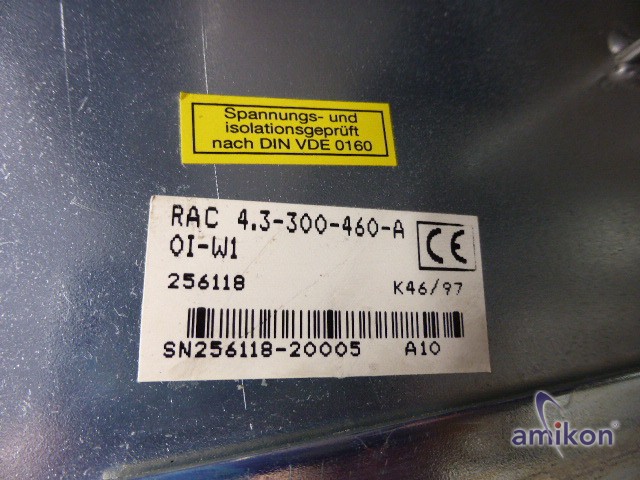 Spannungs- und
isolationsgeprüft
nach DIN VDE 0160
RAC 4.3-300-460-A
0I-W1
CE
256118
K46/97
SN256118-20005
A10
amikon